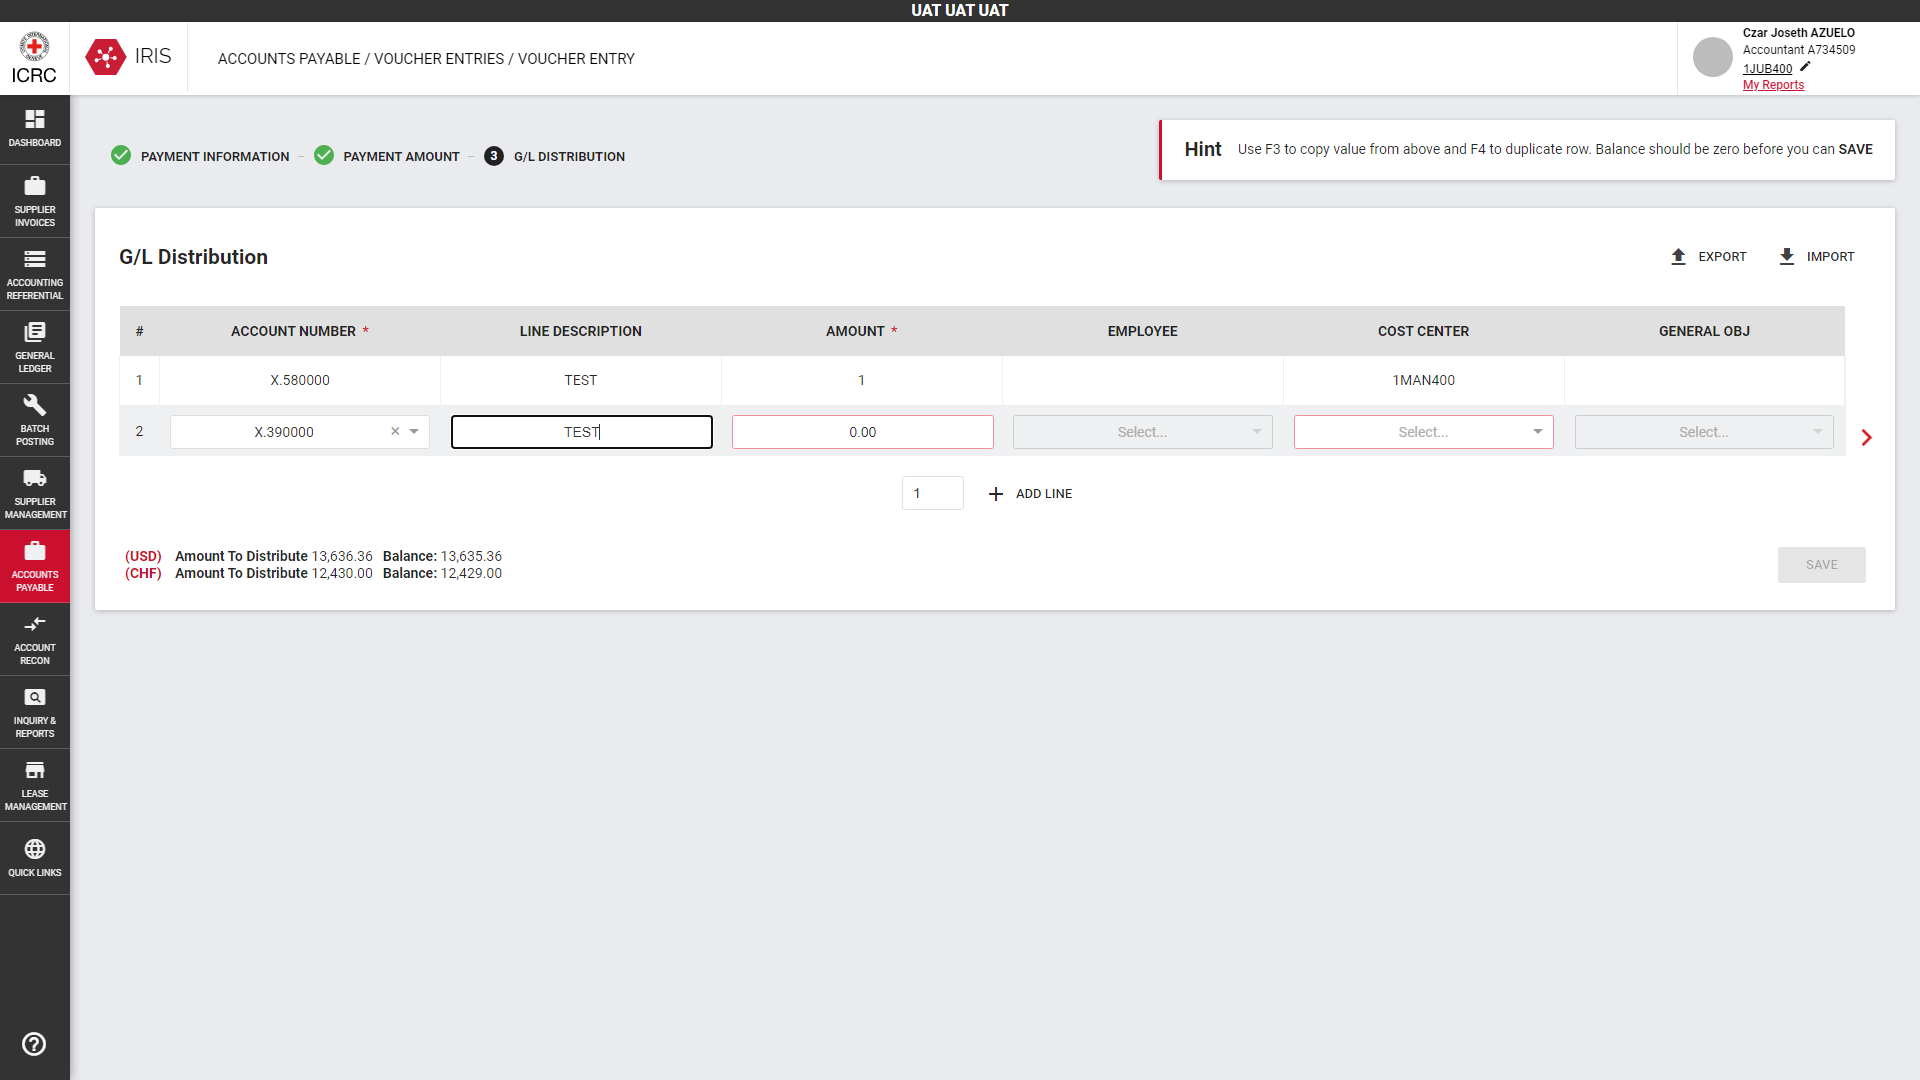 UAT UAT UAT
ICRC
IRIS
ACCOUNTS PAYABLE / VOUCHER ENTRIES / VOUCHER ENTRY
Czar Joseth AZUELO
Accountant A734509
1JUB400
My Reports
DASHBOARD
SUPPLIER
INVOICES
ACCOUNTING
REFERENTIAL
GENERAL
LEDGER
BATCH
POSTING
SUPPLIER
MANAGEMENT
ACCOUNTS
PAYABLE
ACCOUNT
RECON
INQUIRY &
REPORTS
LEASE
MANAGEMENT
QUICK LINKS
PAYMENT INFORMATION
PAYMENT AMOUNT
3 G/L DISTRIBUTION
Hint Use F3 to copy value from above and F4 to duplicate row. Balance should be zero before you can SAVE
G/L Distribution
EXPORT
IMPORT
# ACCOUNT NUMBER * LINE DESCRIPTION AMOUNT * EMPLOYEE COST CENTER GENERAL OBJ
1 X.580000 TEST 1 1MAN400
2 X.390000 TEST 0.00 Select... Select... Select...
1 ADD LINE
(USD) Amount To Distribute 13,636.36 Balance: 13,635.36
(CHF) Amount To Distribute 12,430.00 Balance: 12,429.00
SAVE